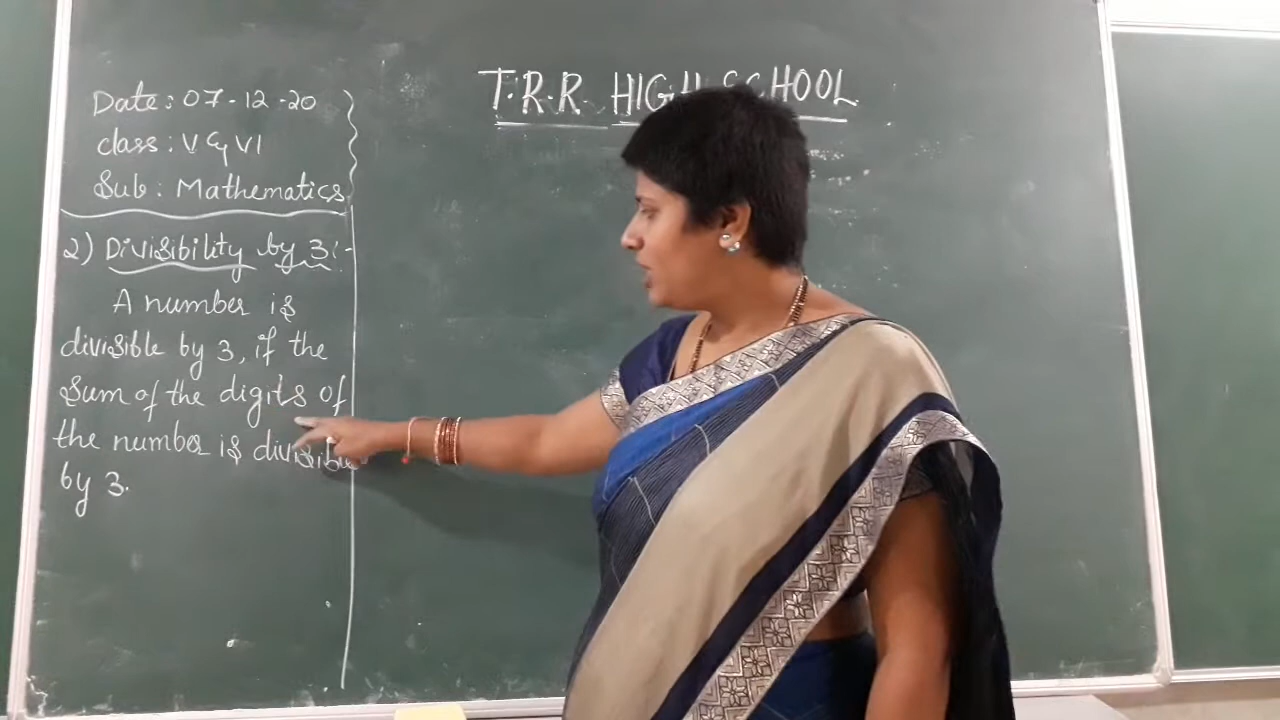 T.R.R. HIGH SCHOOL
Date: 07-12-20
class: V & VI
Sub: Mathematics
2) Divisibility by 3:-
A number is
divisible by 3, if the
sum of the digits of
the number is divisible
by 3.